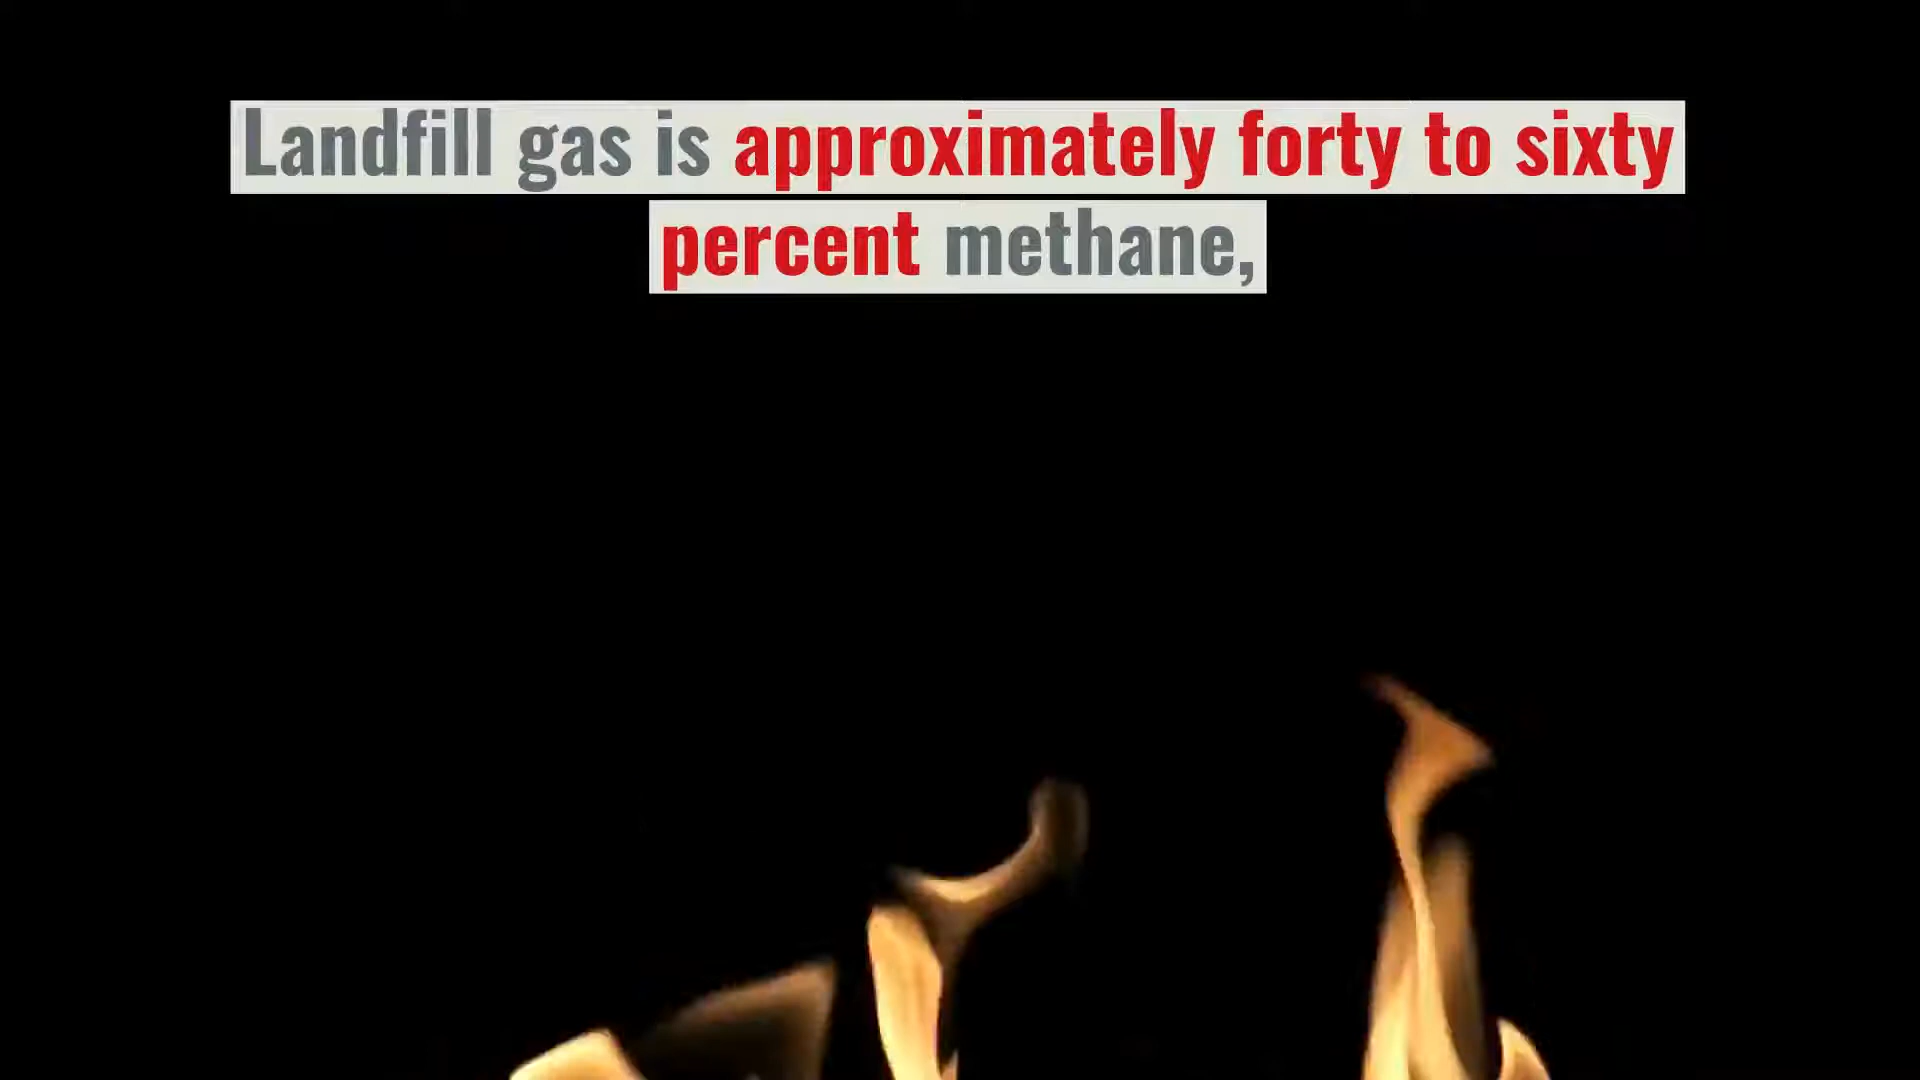 Landfill gas is approximately forty to sixty
percent methane,